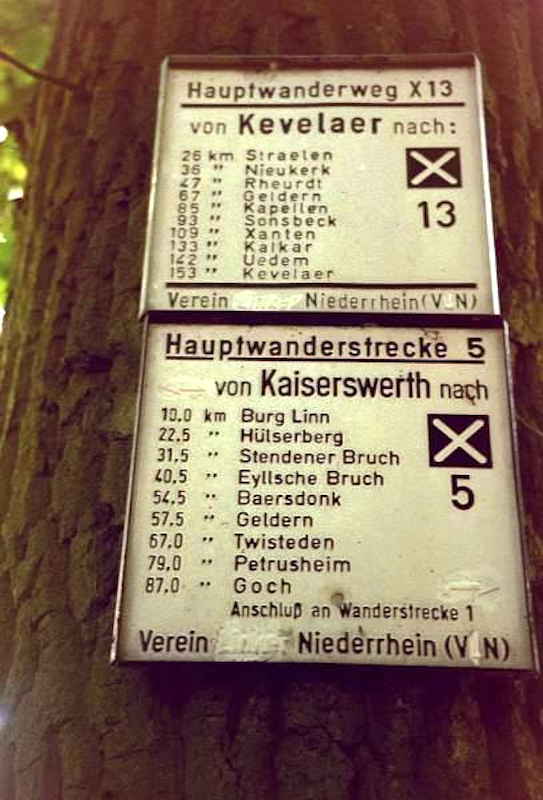 Hauptwanderweg X13
von Kevelaer nach:
26 km Straelen
36 " Nieukerk
47 " Rheurdt
67 " Geldern
85 " Kapellen
93 " Sonsbeck
109 " Xanten
133 " Kalkar
142 " Uedem
153 " Kevelaer
13
Verein Niederrhein (V N)
Hauptwanderstrecke 5
von Kaiserswerth nach
10,0 km Burg Linn
22,5 " Hülserberg
31,5 " Stendener Bruch
40,5 " Eyllsche Bruch
54,5 " Baersdonk
57,5 " Geldern
67,0 " Twisteden
79,0 " Petrusheim
87,0 " Goch
5
Anschluß an Wanderstrecke 1
Verein Niederrhein (V N)